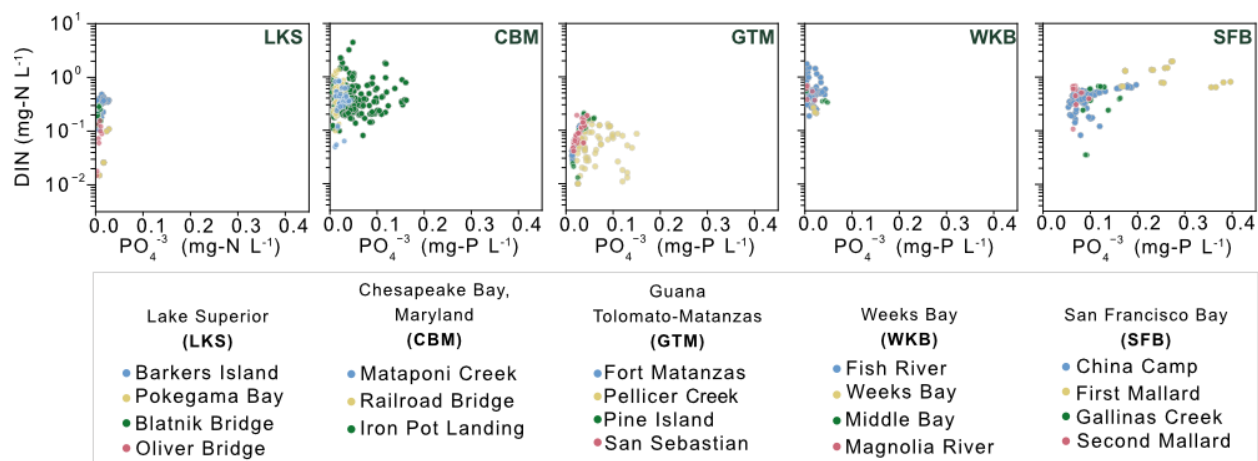 LKS
CBM
GTM
WKB
SFB
DIN (mg-N L⁻¹)
10¹
10⁰
10⁻¹
10⁻²
0.0 0.1 0.2 0.3 0.4
0.0 0.1 0.2 0.3 0.4
0.0 0.1 0.2 0.3 0.4
0.0 0.1 0.2 0.3 0.4
0.0 0.1 0.2 0.3 0.4
PO₄⁻³ (mg-N L⁻¹)
PO₄⁻³ (mg-P L⁻¹)
PO₄⁻³ (mg-P L⁻¹)
PO₄⁻³ (mg-P L⁻¹)
PO₄⁻³ (mg-P L⁻¹)
Lake Superior
(LKS)
Barkers Island
Pokegama Bay
Blatnik Bridge
Oliver Bridge
Chesapeake Bay,
Maryland
(CBM)
Mataponi Creek
Railroad Bridge
Iron Pot Landing
Guana
Tolomato-Matanzas
(GTM)
Fort Matanzas
Pellicer Creek
Pine Island
San Sebastian
Weeks Bay
(WKB)
Fish River
Weeks Bay
Middle Bay
Magnolia River
San Francisco Bay
(SFB)
China Camp
First Mallard
Gallinas Creek
Second Mallard